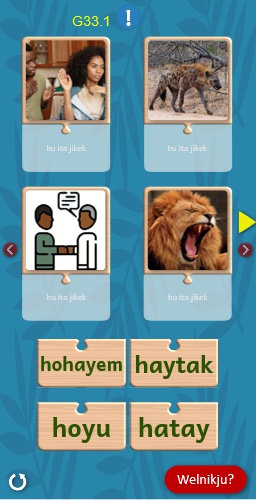 G33.1
!
bu ita jikek
bu ita jikek
bu ita jikek
bu ita jikek
hohayem
haytak
hoyu
hatay
Welnikju?